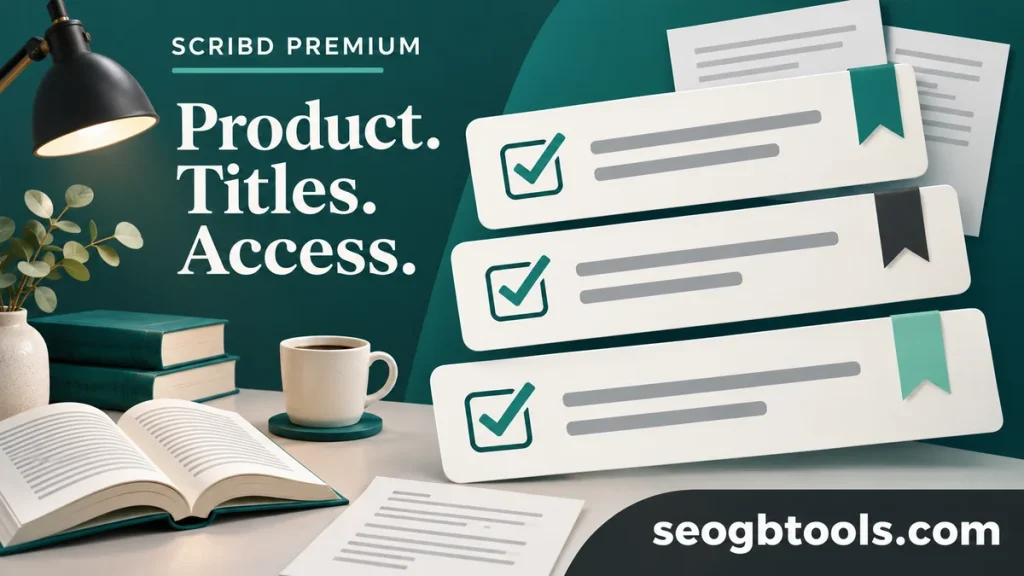 SCRIBD PREMIUM
Product.
Titles.
Access.
seogbtools.com